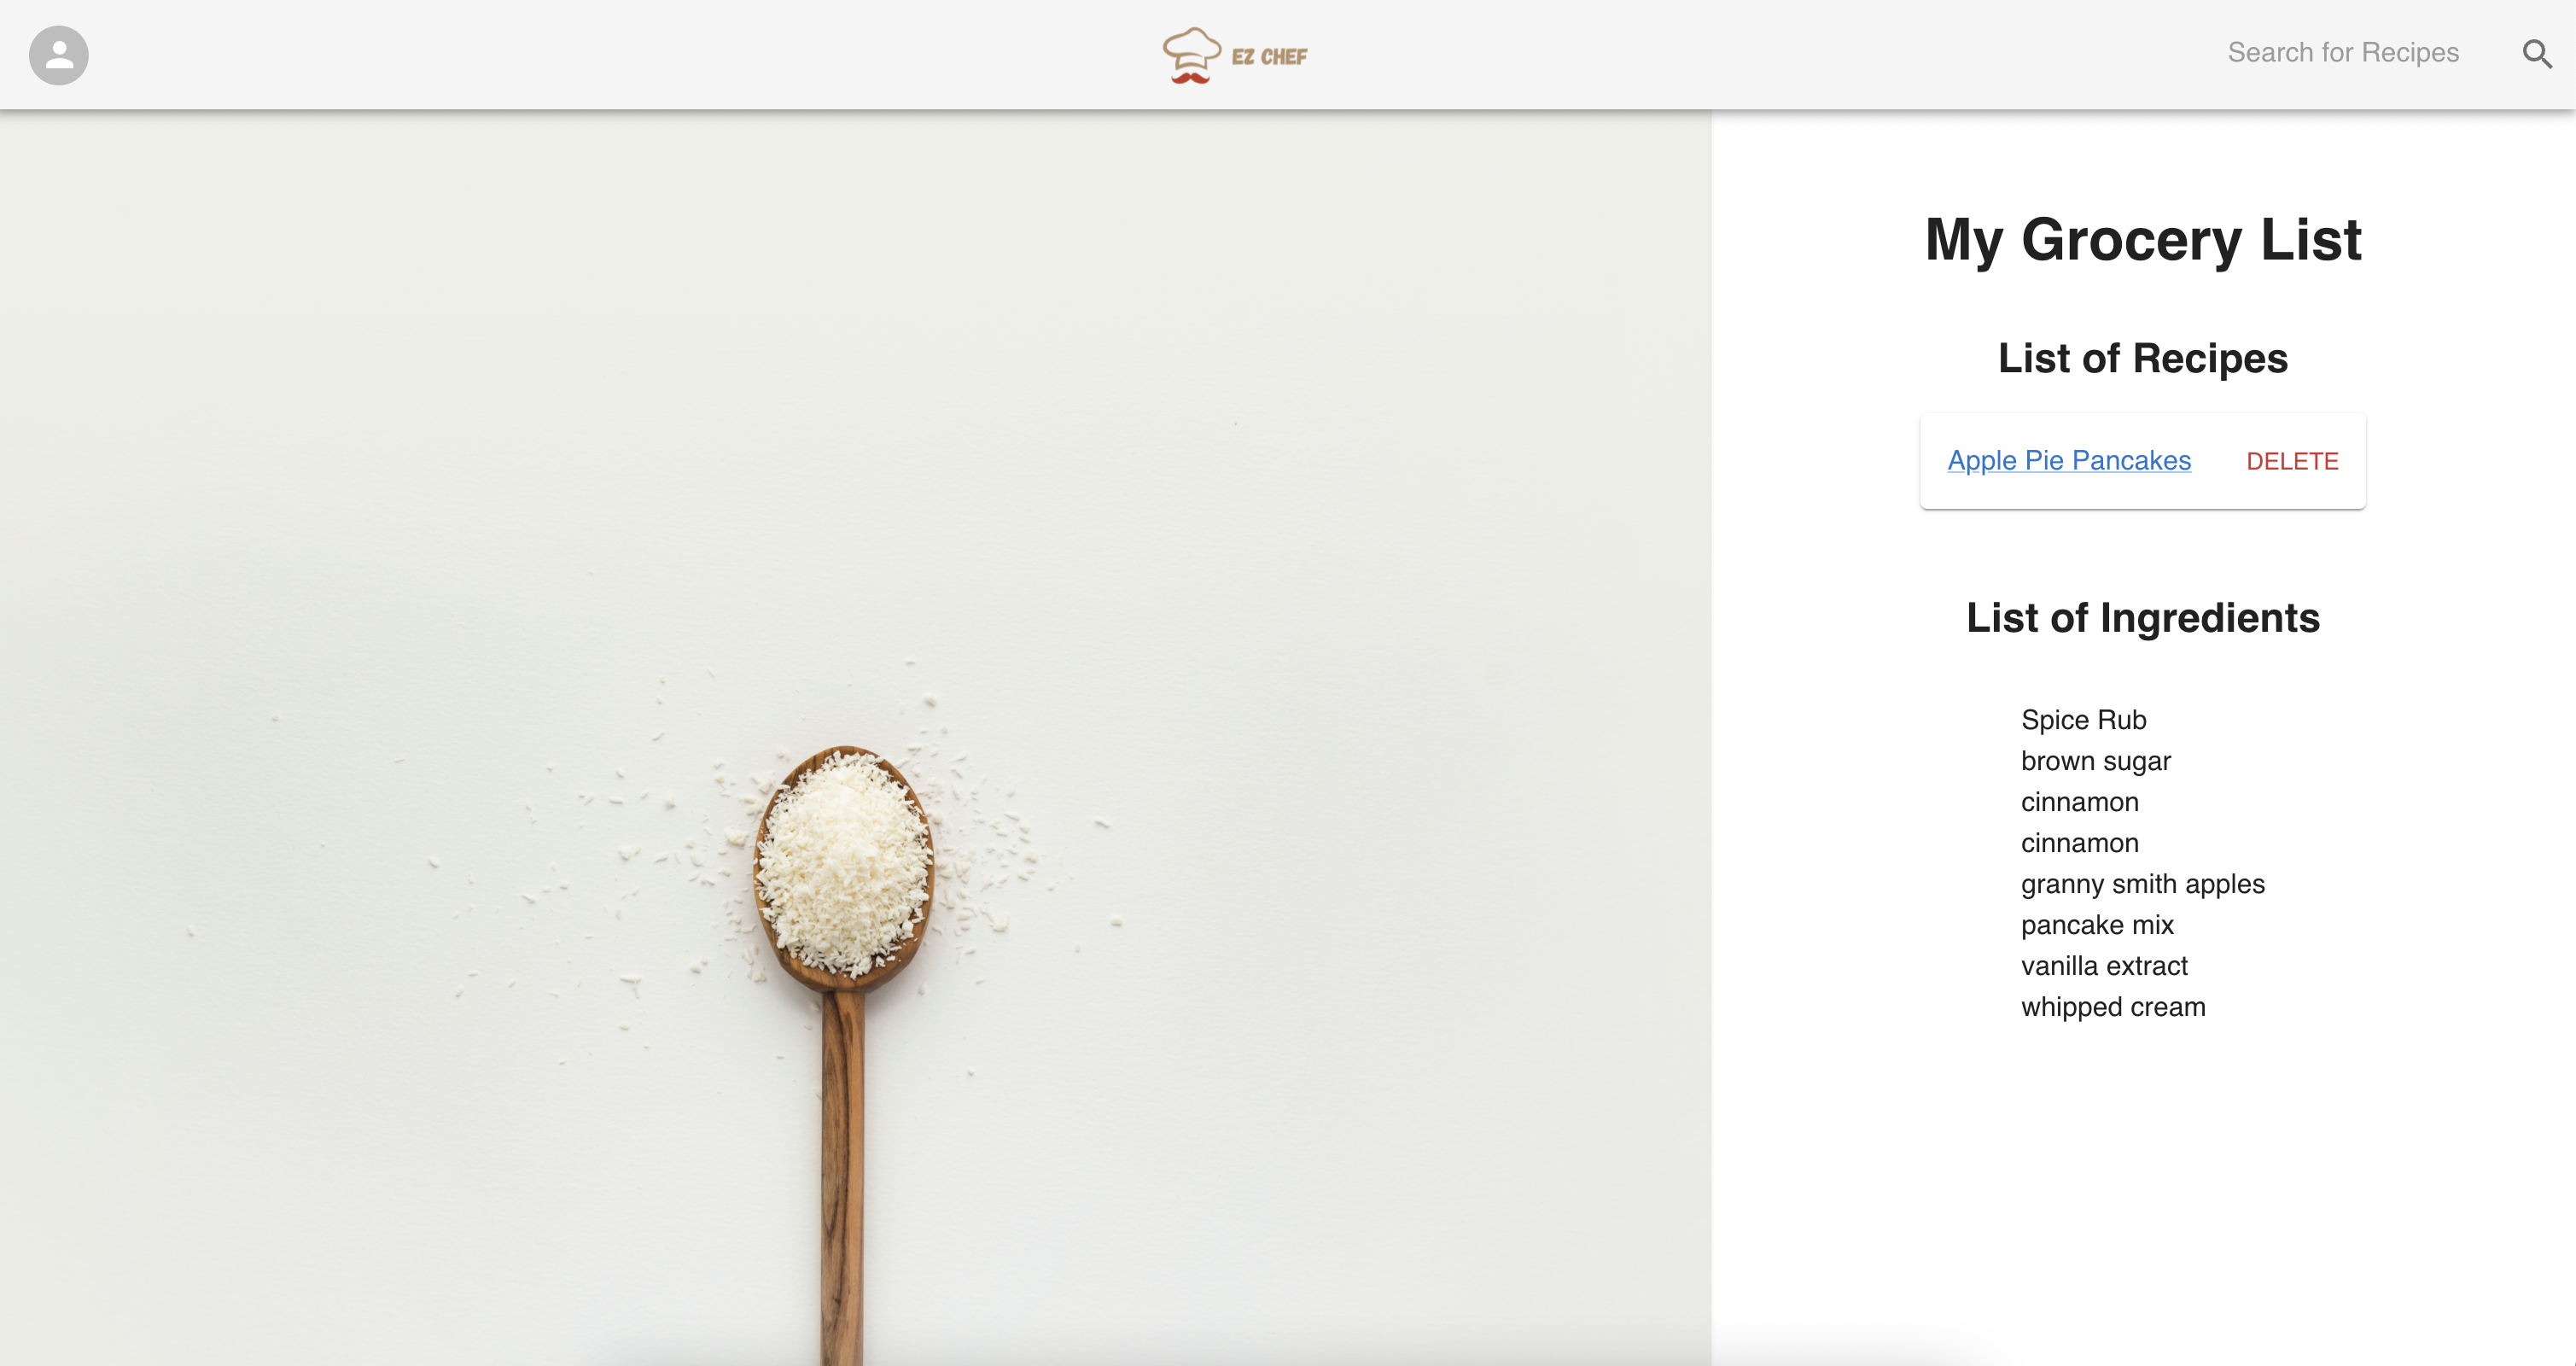 EZ CHEF
Search for Recipes
My Grocery List
List of Recipes
Apple Pie Pancakes DELETE
List of Ingredients
Spice Rub
brown sugar
cinnamon
cinnamon
granny smith apples
pancake mix
vanilla extract
whipped cream